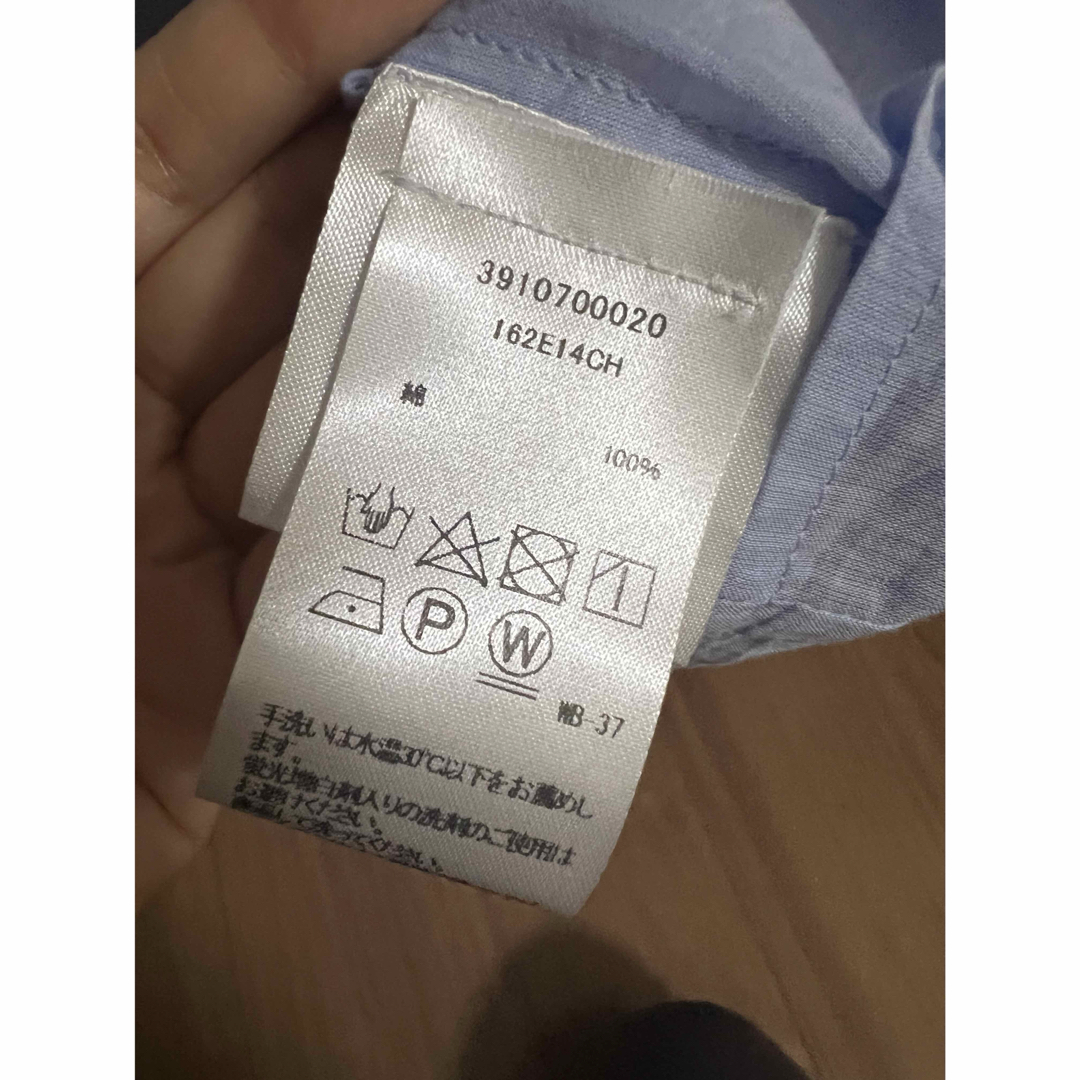 3910700020
162E14CH
綿
100%
P
W
WB-37
手洗いは水温30℃以下をお薦めし
ます。
蛍光増白剤入りの洗剤のご使用は
お避けください。